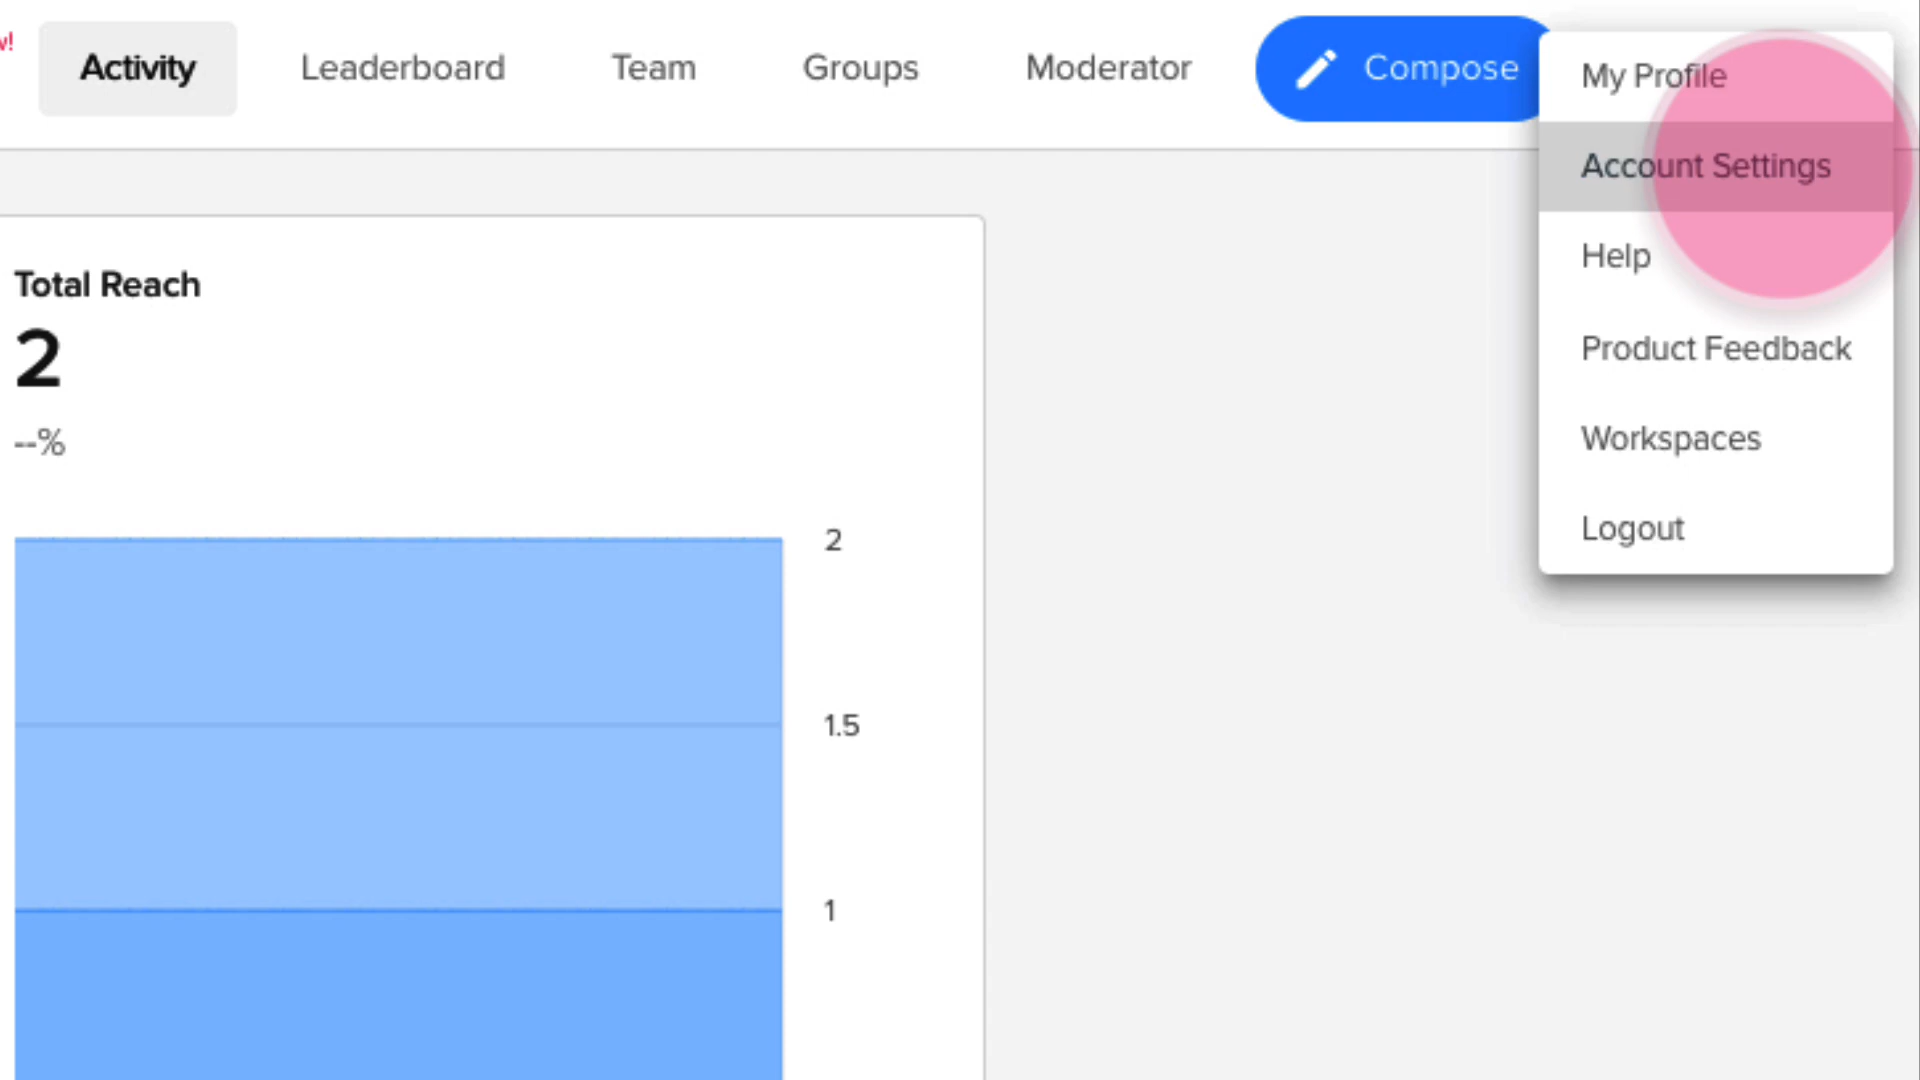 Activity
Leaderboard
Team
Groups
Moderator
Compose
My Profile
Account Settings
Help
Product Feedback
Workspaces
Logout
Total Reach
2
--%
2
1.5
1